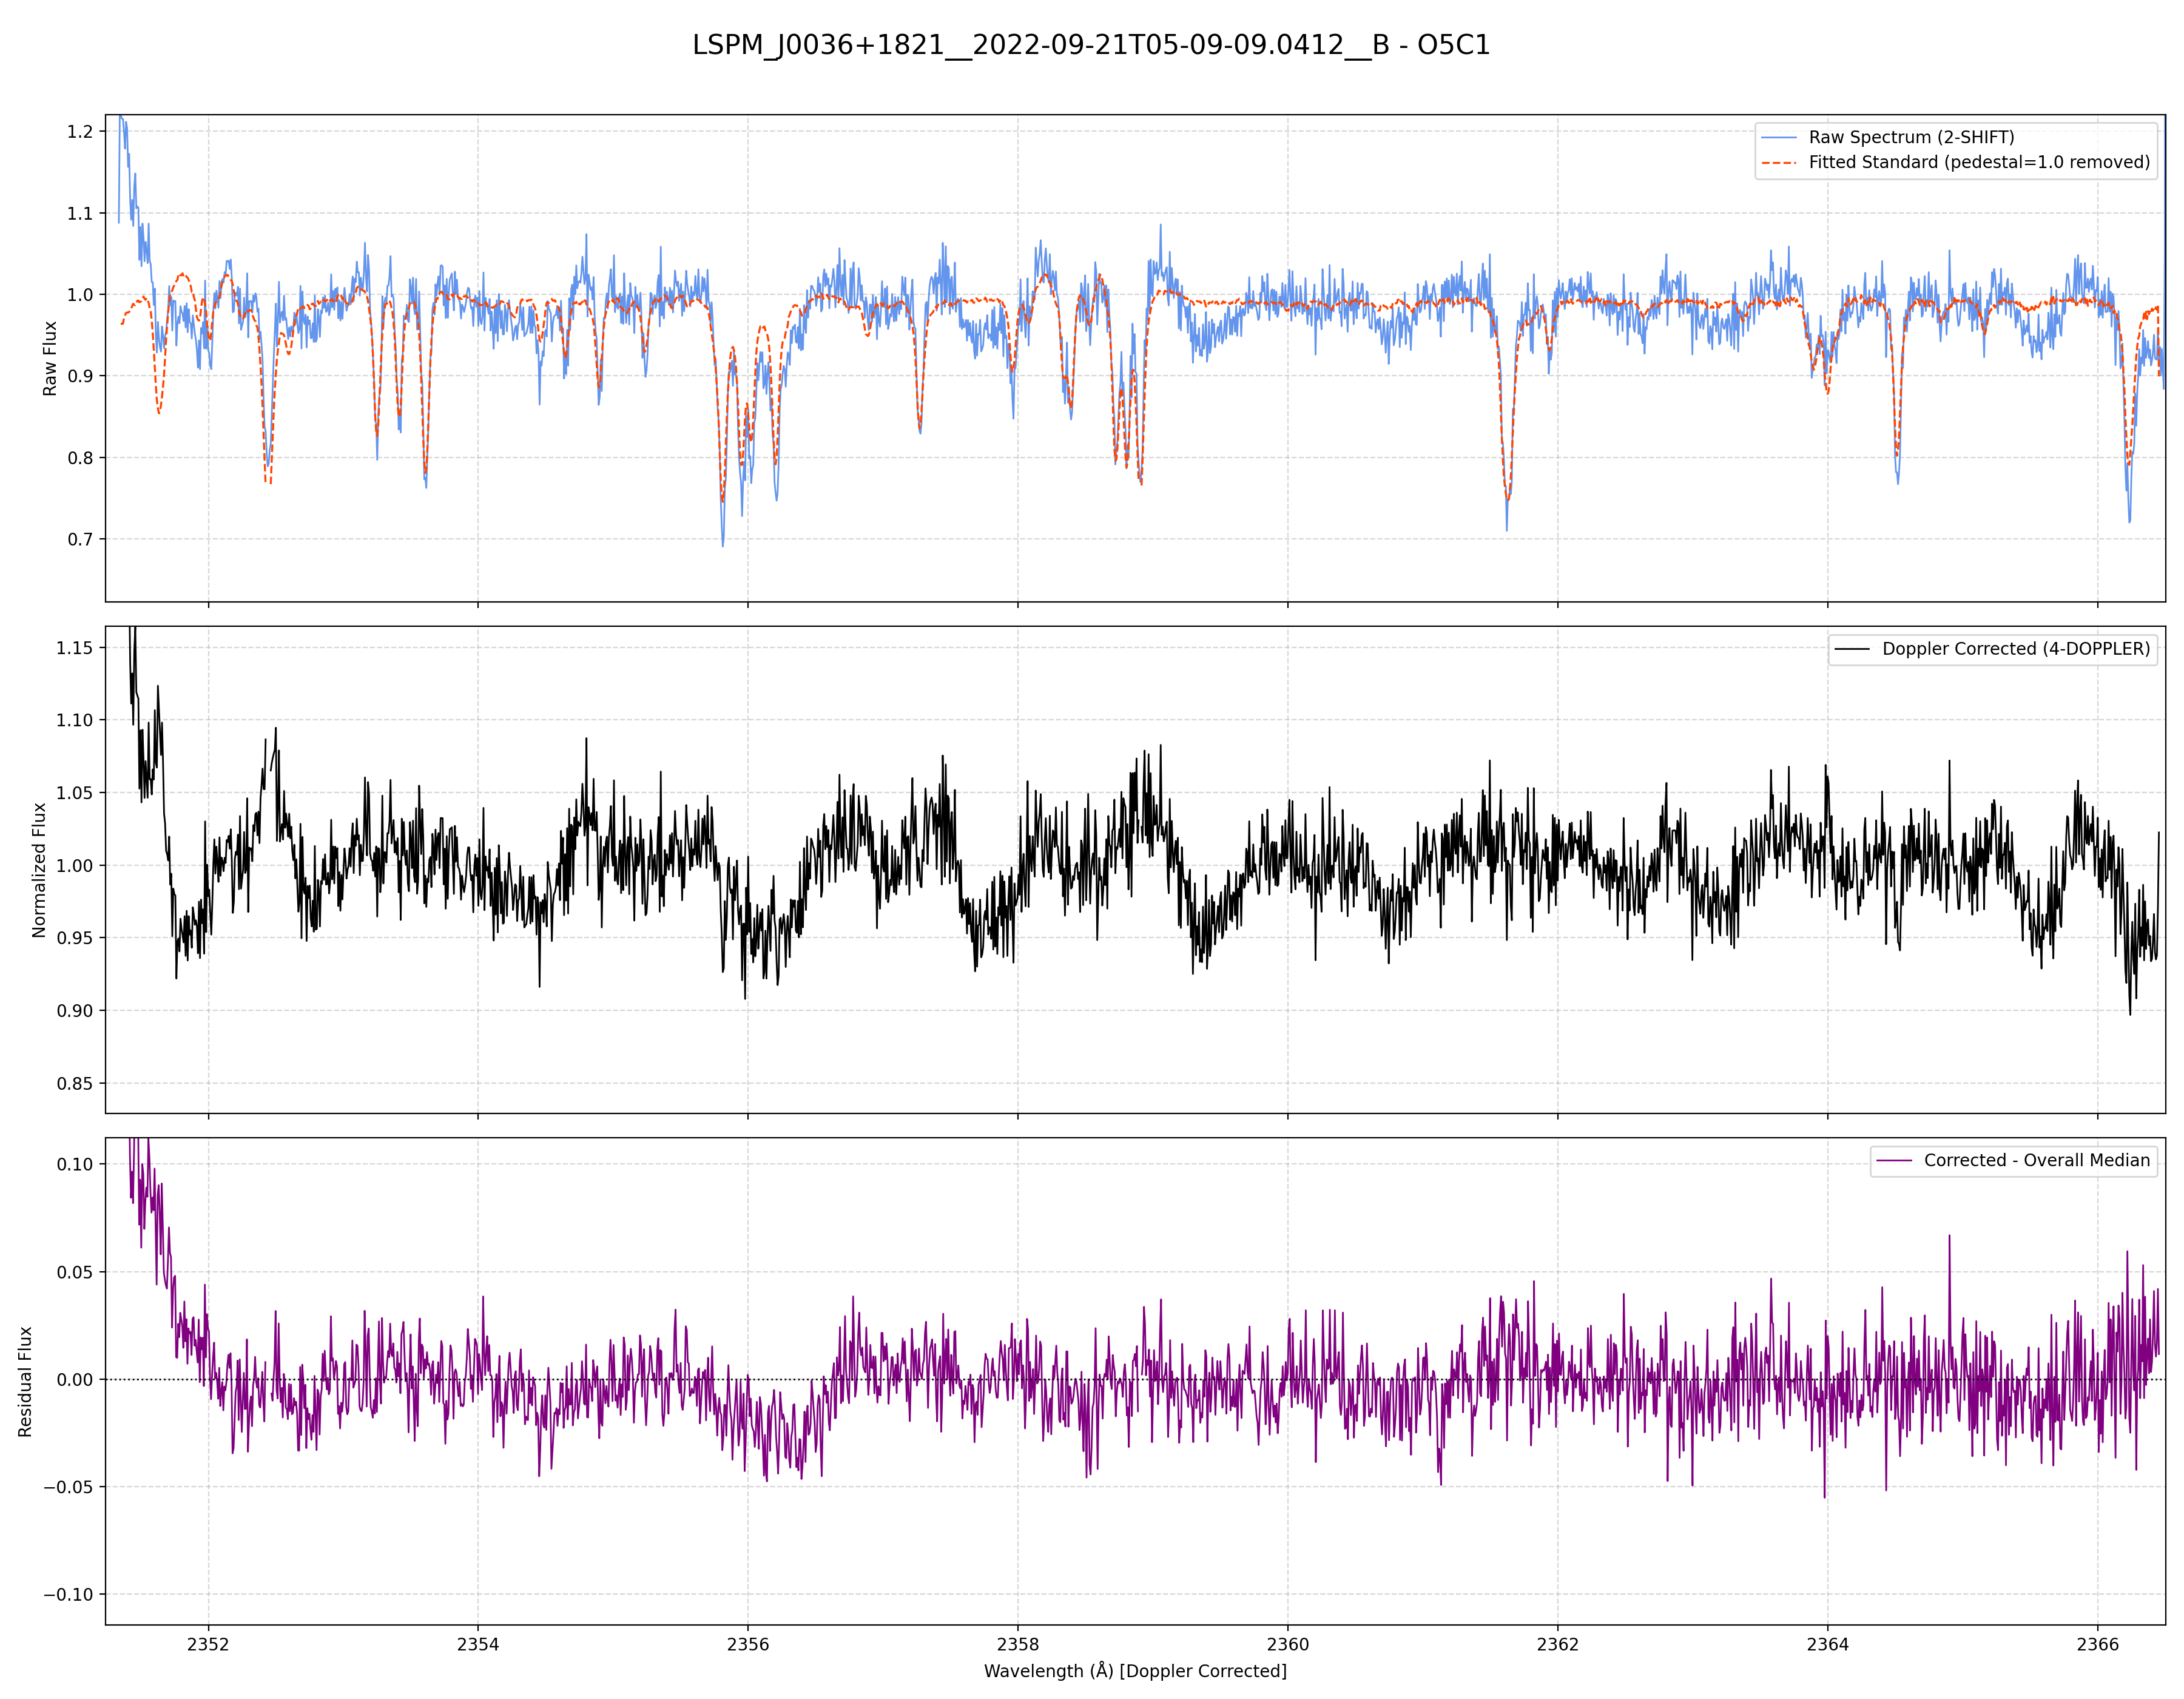 LSPM_J0036+1821__2022-09-21T05-09-09.0412__B - O5C1
1.2
1.1
1.0
0.9
0.8
0.7
Raw Flux
Raw Spectrum (2-SHIFT)
Fitted Standard (pedestal=1.0 removed)
1.15
1.10
1.05
1.00
0.95
0.90
0.85
Normalized Flux
Doppler Corrected (4-DOPPLER)
0.10
0.05
0.00
−0.05
−0.10
Residual Flux
Corrected - Overall Median
2352 2354 2356 2358 2360 2362 2364 2366
Wavelength (Å) [Doppler Corrected]